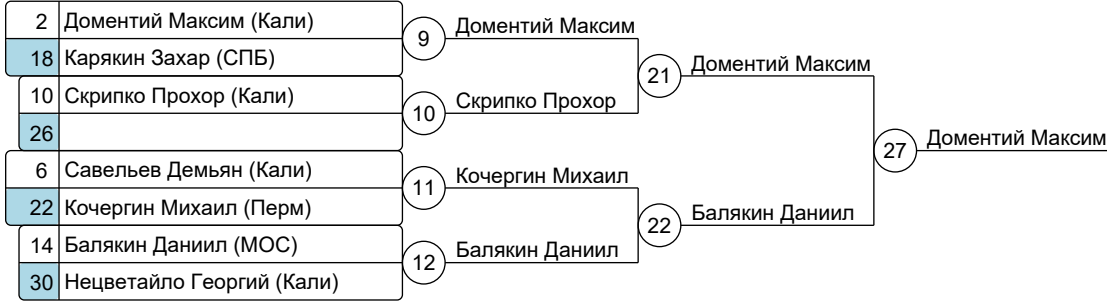 2 Доментий Максим (Кали)
18 Карякин Захар (СПБ)
10 Скрипко Прохор (Кали)
26
6 Савельев Демьян (Кали)
22 Кочергин Михаил (Перм)
14 Балякин Даниил (МОС)
30 Нецветайло Георгий (Кали)
9 Доментий Максим
10 Скрипко Прохор
11 Кочергин Михаил
12 Балякин Даниил
21 Доментий Максим
22 Балякин Даниил
27 Доментий Максим